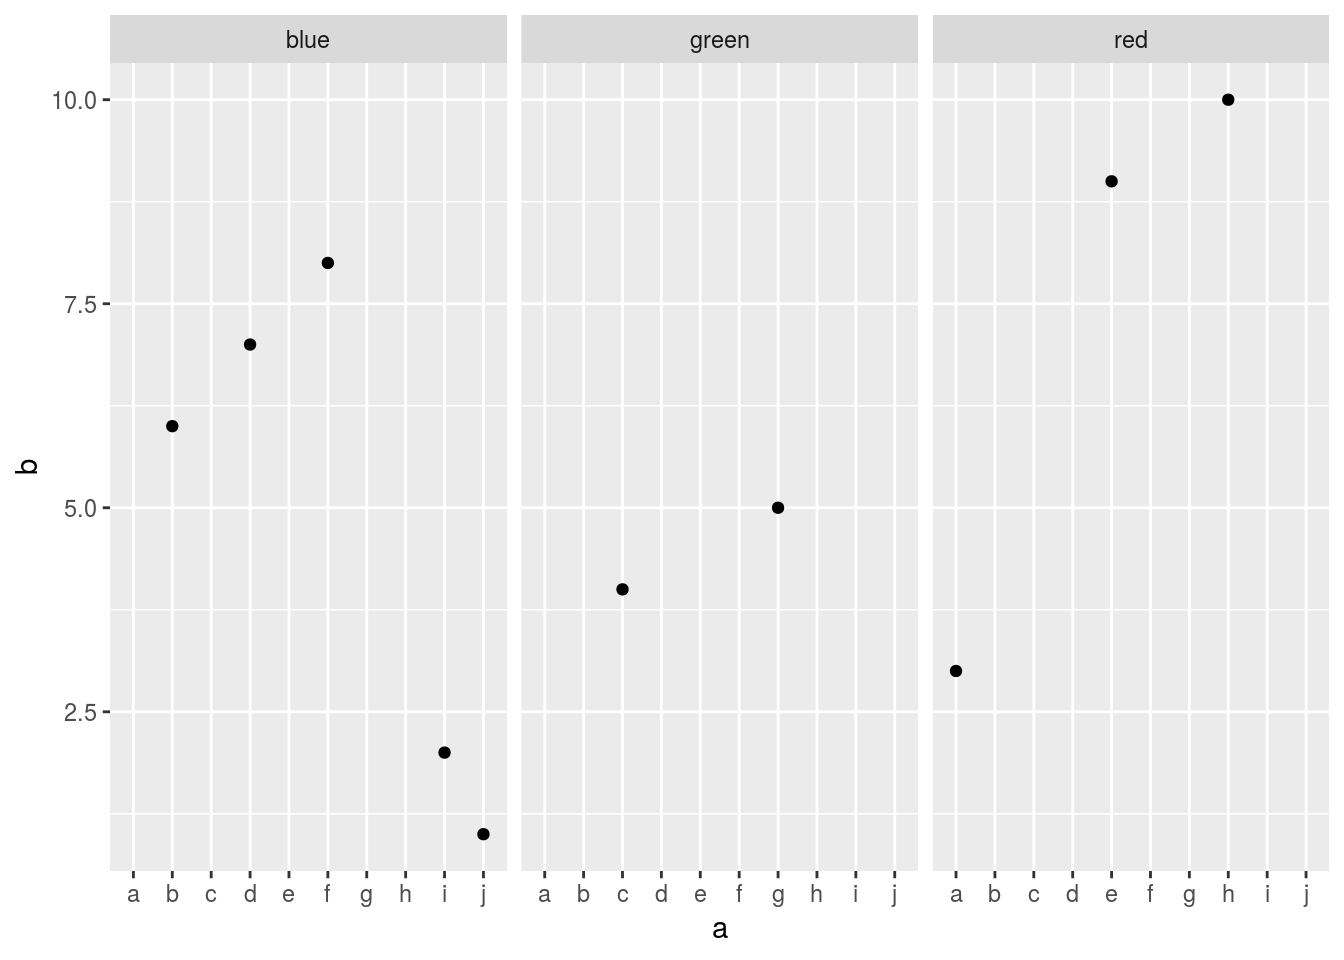 blue green red
10.0
7.5
5.0
2.5
b
a b c d e f g h i j a b c d e f g h i j a b c d e f g h i j
a